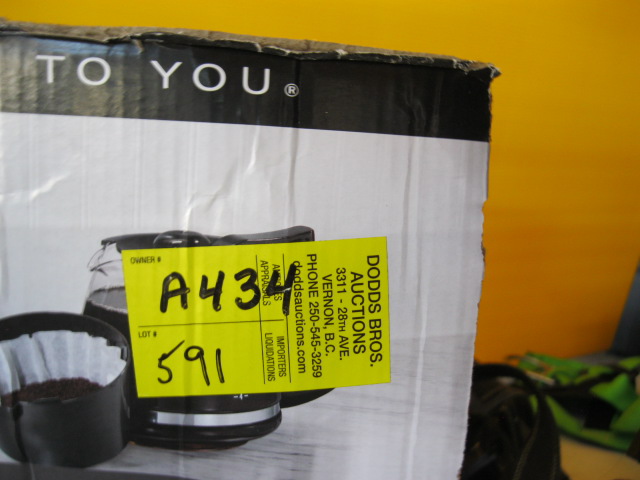 TO YOU®
OWNER #
A434
LOT #
591
APPRAISALS
IMPORTERS
LIQUIDATIONS
doddsauctions.com
PHONE 250-545-3259
VERNON, B.C.
3311 - 28TH AVE.
AUCTIONS
DODDS BROS.